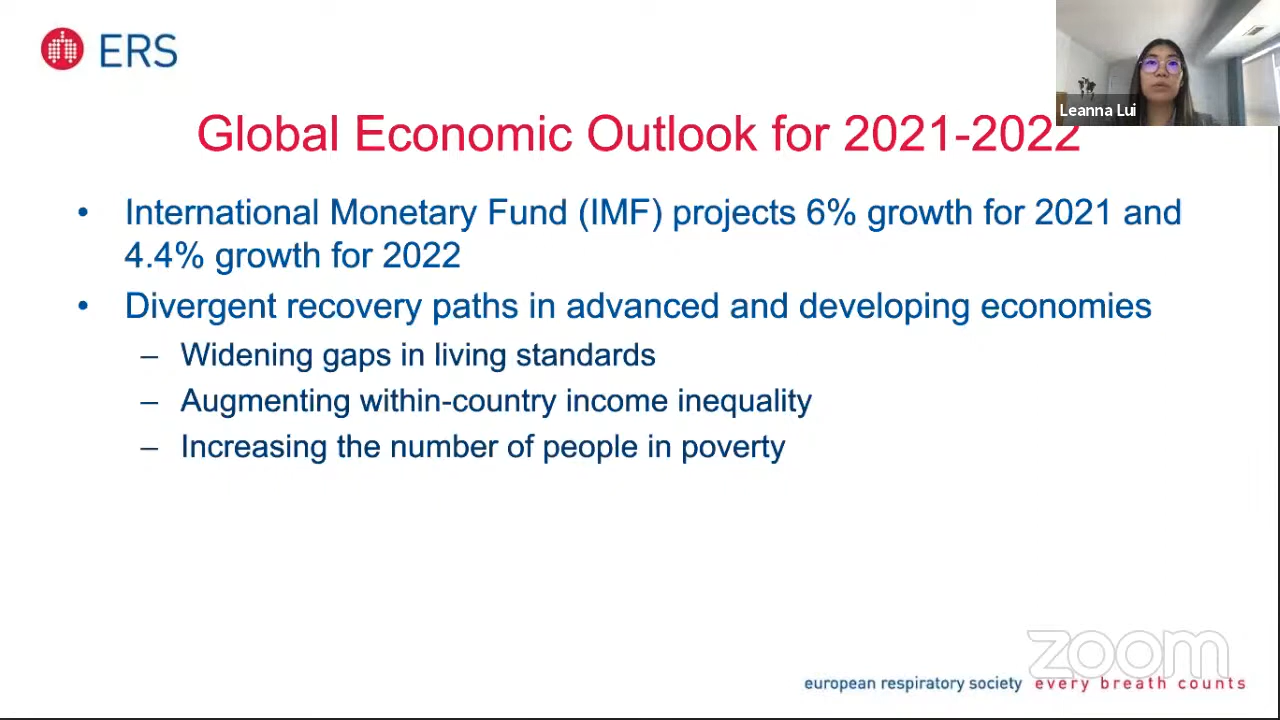 ERS
Leanna Lui
Global Economic Outlook for 2021-2022
• International Monetary Fund (IMF) projects 6% growth for 2021 and
4.4% growth for 2022
• Divergent recovery paths in advanced and developing economies
– Widening gaps in living standards
– Augmenting within-country income inequality
– Increasing the number of people in poverty
zoom
european respiratory society every breath counts